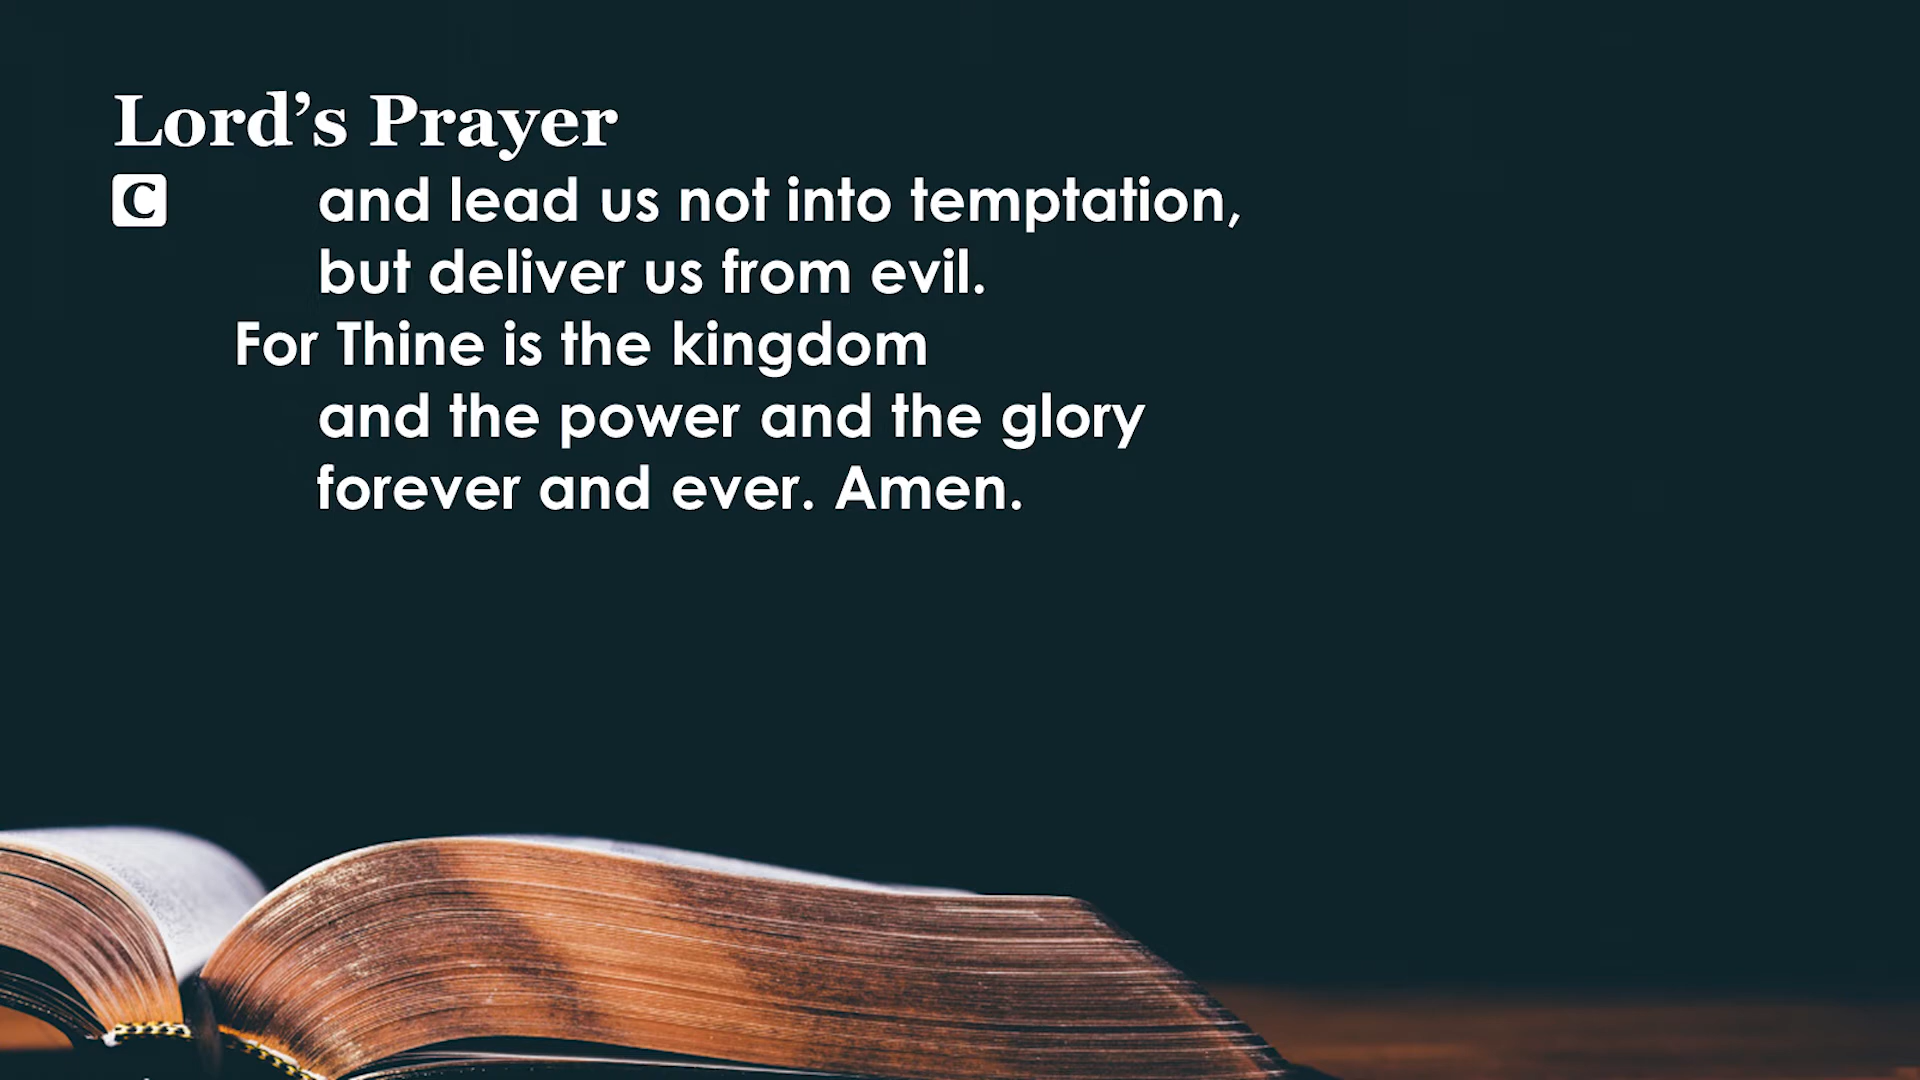 Lord’s Prayer
C and lead us not into temptation,
but deliver us from evil.
For Thine is the kingdom
and the power and the glory
forever and ever. Amen.